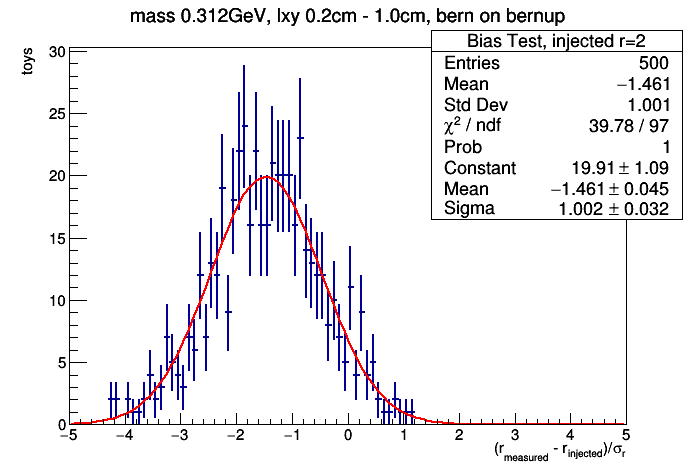 mass 0.312GeV, lxy 0.2cm - 1.0cm, bern on bernup
Bias Test, injected r=2
Entries 500
Mean −1.461
Std Dev 1.001
χ² / ndf 39.78 / 97
Prob 1
Constant 19.91 ± 1.09
Mean −1.461 ± 0.045
Sigma 1.002 ± 0.032
toys
30
25
20
15
10
5
0
−5 −4 −3 −2 −1 0 1 2 3 4 5
(r_measured - r_injected)/σ_r